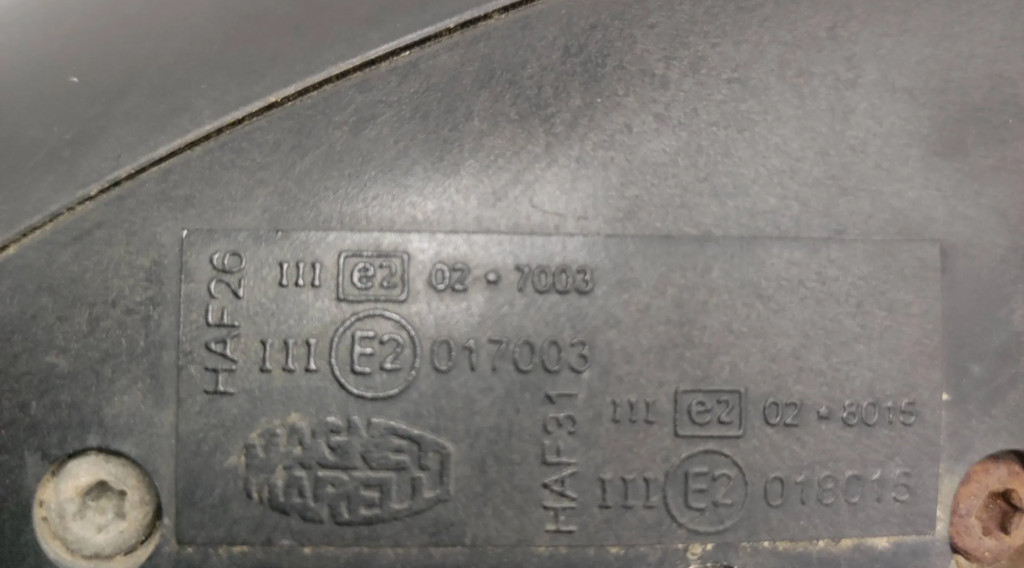 HAF26
III e2 02 • 7003
III E2 017003
MAGNETI
MARELLI
HAF31
III e2 02 • 8015
III E2 018015